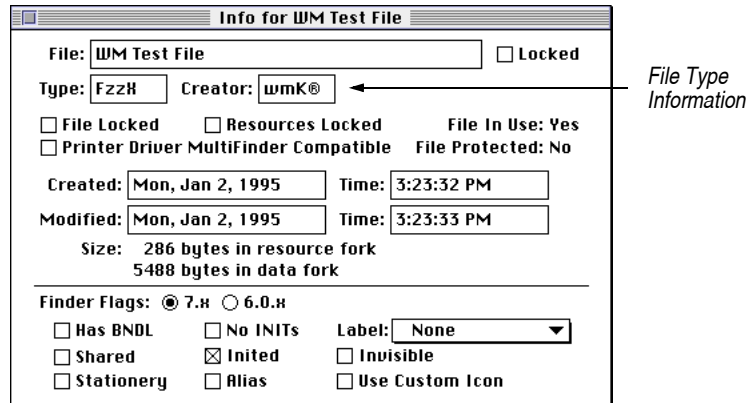 Info for WM Test File
File: WM Test File Locked
Type: FzzX Creator: wmK®
File Type
Information
File Locked Resources Locked File In Use: Yes
Printer Driver MultiFinder Compatible File Protected: No
Created: Mon, Jan 2, 1995 Time: 3:23:32 PM
Modified: Mon, Jan 2, 1995 Time: 3:23:33 PM
Size: 286 bytes in resource fork
5488 bytes in data fork
Finder Flags: 7.x 6.0.x
Has BNDL No INITs Label: None
Shared Inited Invisible
Stationery Alias Use Custom Icon